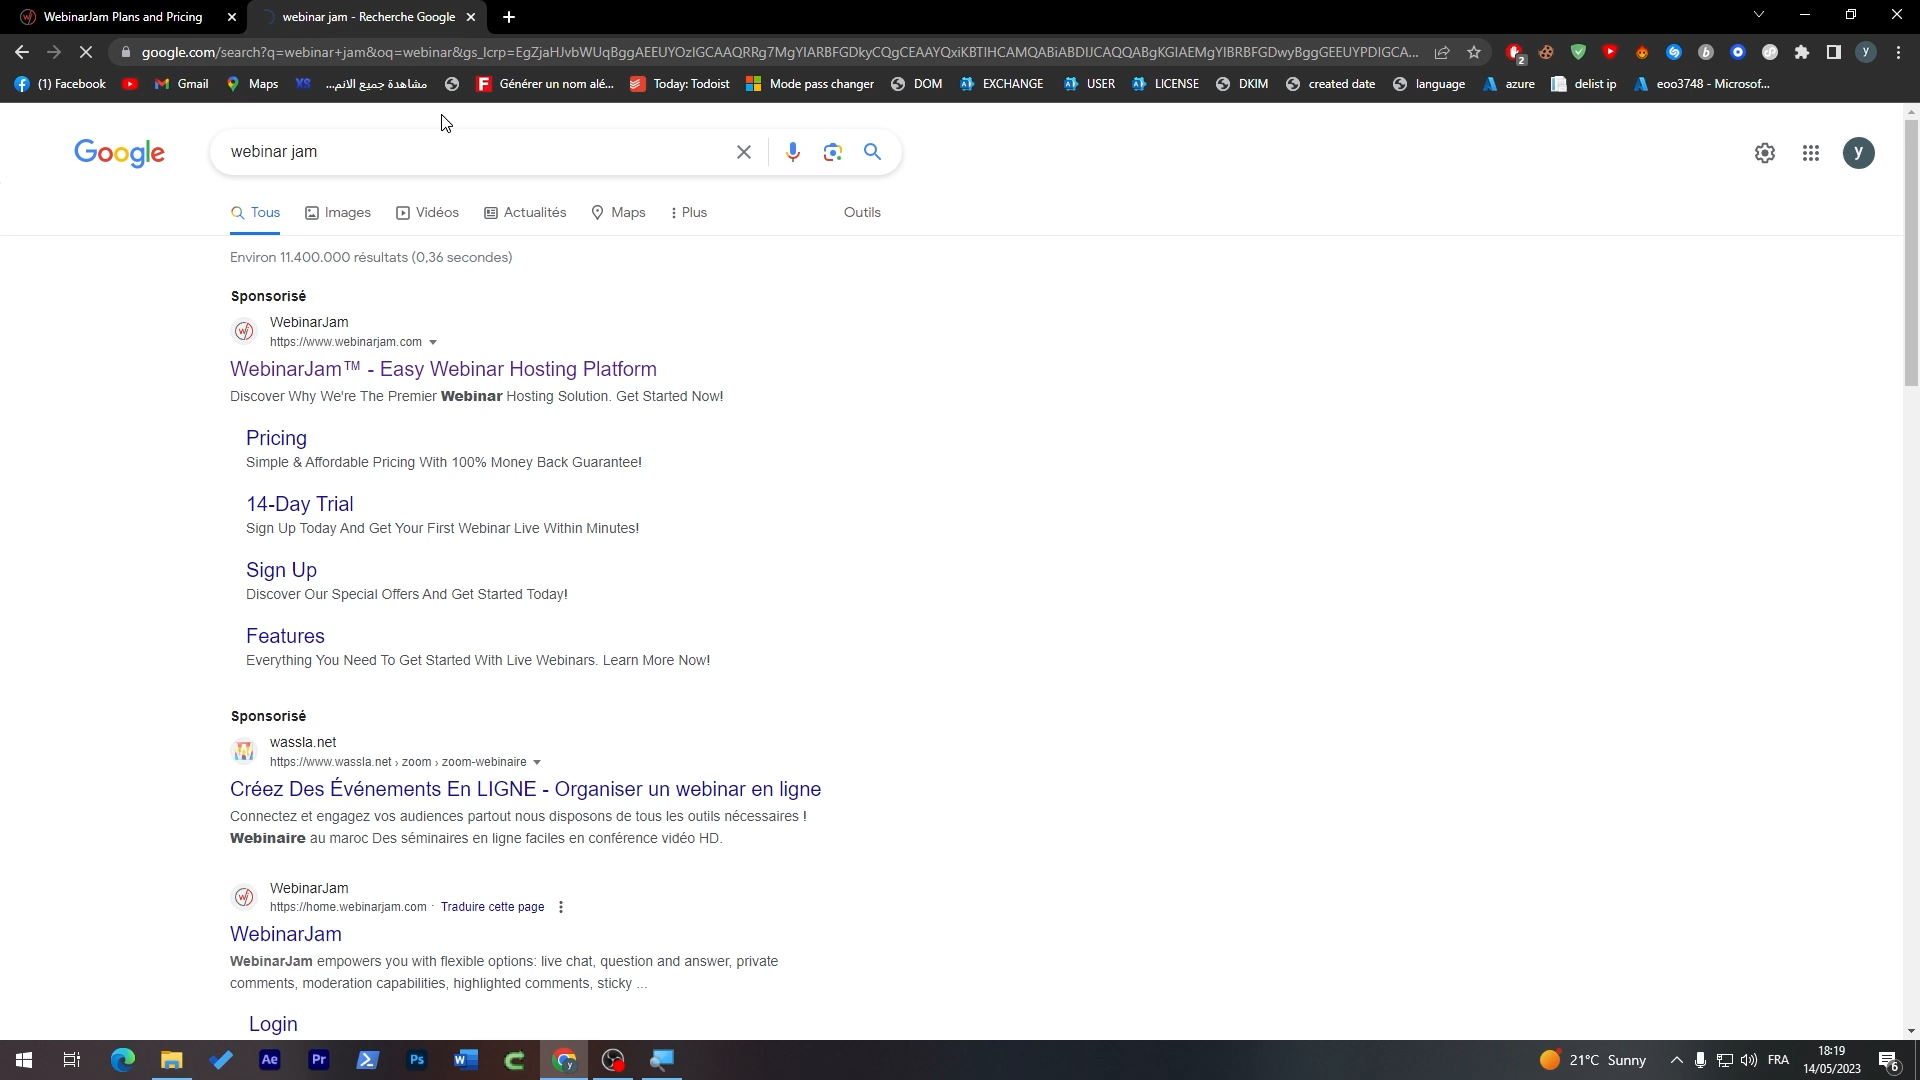 WebinarJam Plans and Pricing
webinar jam - Recherche Google
google.com/search?q=webinar+jam&oq=webinar&gs_lcrp=EgZjaHJvbWUqBggAEEUYOzIGCAAQRRg7MgYIARBFGDkyCQgCEAAYQxiKBTIHCAMQABiABDIJCAQQABgKGIAEMgYIBRBFGDwyBggGEEUYPDIGCA...
2
y
(1) Facebook
Gmail
Maps
XS
مشاهدة جميع الانم...
Générer un nom alé...
Today: Todoist
Mode pass changer
DOM
EXCHANGE
USER
LICENSE
DKIM
created date
language
azure
delist ip
eoo3748 - Microsof...
Google
webinar jam
y
Tous
Images
Vidéos
Actualités
Maps
Plus
Outils
Environ 11.400.000 résultats (0,36 secondes)
Sponsorisé
WebinarJam
https://www.webinarjam.com
WebinarJam™ - Easy Webinar Hosting Platform
Discover Why We're The Premier Webinar Hosting Solution. Get Started Now!
Pricing
Simple & Affordable Pricing With 100% Money Back Guarantee!
14-Day Trial
Sign Up Today And Get Your First Webinar Live Within Minutes!
Sign Up
Discover Our Special Offers And Get Started Today!
Features
Everything You Need To Get Started With Live Webinars. Learn More Now!
Sponsorisé
wassla.net
https://www.wassla.net › zoom › zoom-webinaire
Créez Des Événements En LIGNE - Organiser un webinar en ligne
Connectez et engagez vos audiences partout nous disposons de tous les outils nécessaires !
Webinaire au maroc Des séminaires en ligne faciles en conférence vidéo HD.
WebinarJam
https://home.webinarjam.com · Traduire cette page
WebinarJam
WebinarJam empowers you with flexible options: live chat, question and answer, private
comments, moderation capabilities, highlighted comments, sticky ...
Login
Ae
Pr
Ps
21°C Sunny
FRA
18:19
14/05/2023
6